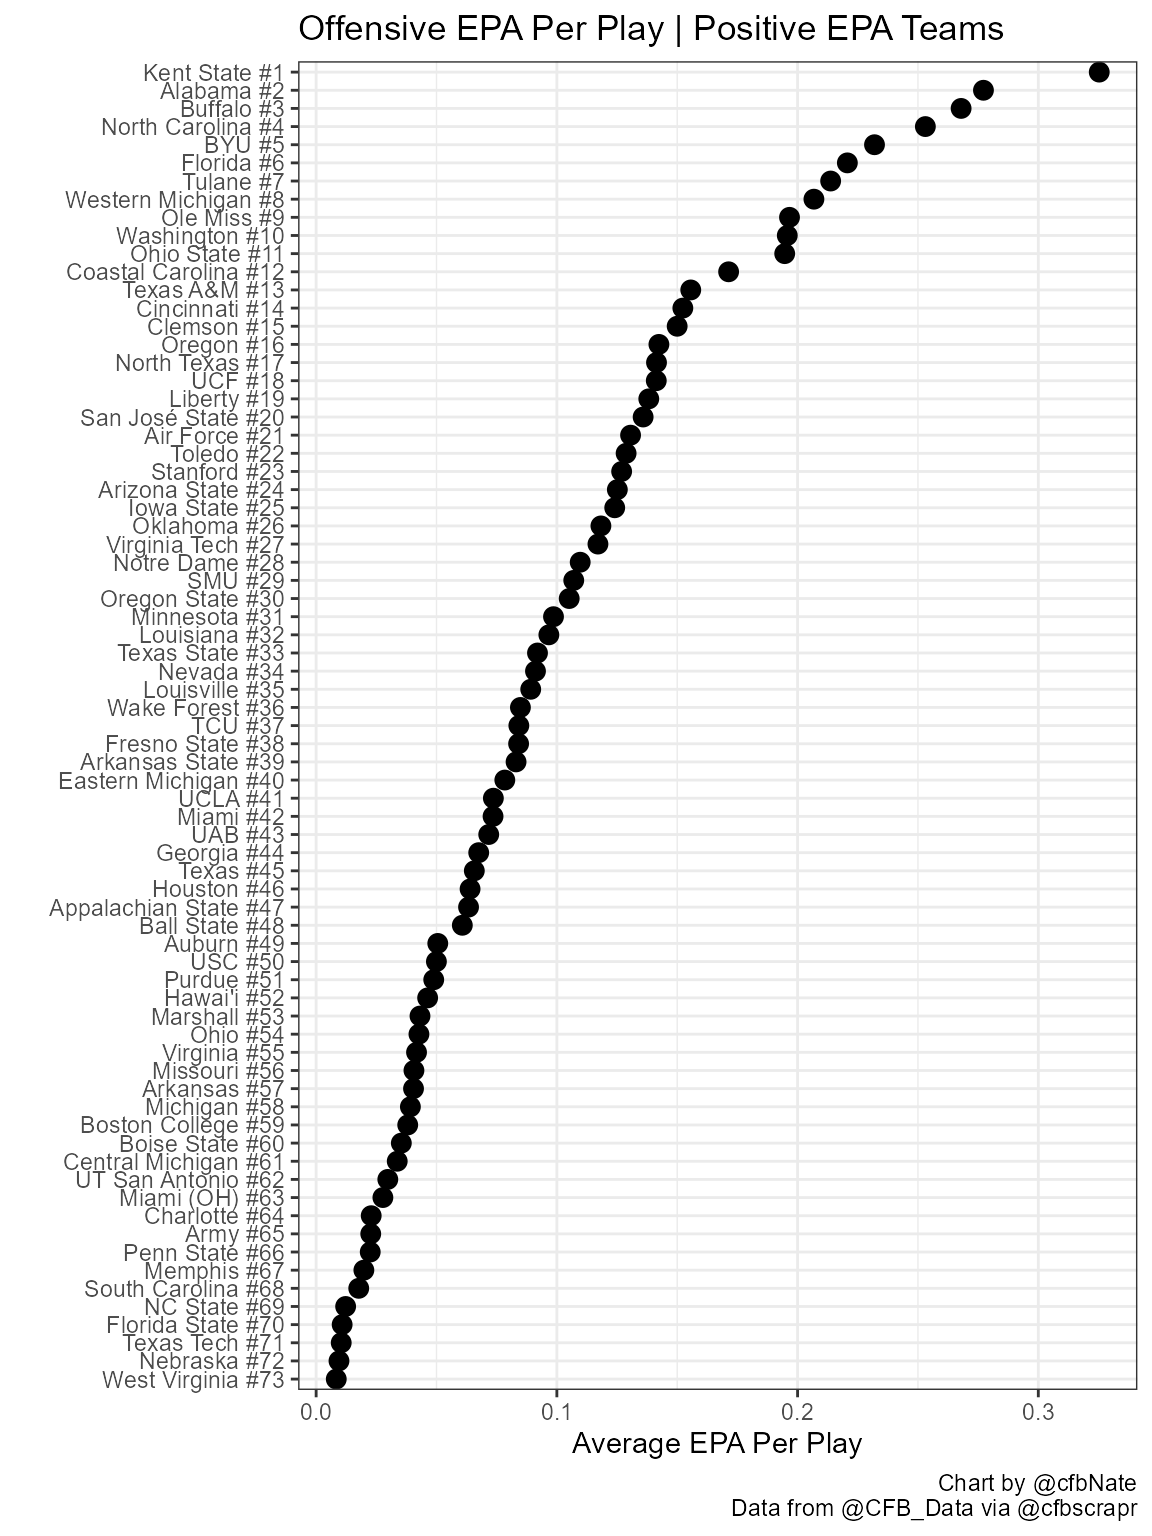 Offensive EPA Per Play | Positive EPA Teams
Kent State #1
Alabama #2
Buffalo #3
North Carolina #4
BYU #5
Florida #6
Tulane #7
Western Michigan #8
Ole Miss #9
Washington #10
Ohio State #11
Coastal Carolina #12
Texas A&M #13
Cincinnati #14
Clemson #15
Oregon #16
North Texas #17
UCF #18
Liberty #19
San José State #20
Air Force #21
Toledo #22
Stanford #23
Arizona State #24
Iowa State #25
Oklahoma #26
Virginia Tech #27
Notre Dame #28
SMU #29
Oregon State #30
Minnesota #31
Louisiana #32
Texas State #33
Nevada #34
Louisville #35
Wake Forest #36
TCU #37
Fresno State #38
Arkansas State #39
Eastern Michigan #40
UCLA #41
Miami #42
UAB #43
Georgia #44
Texas #45
Houston #46
Appalachian State #47
Ball State #48
Auburn #49
USC #50
Purdue #51
Hawai'i #52
Marshall #53
Ohio #54
Virginia #55
Missouri #56
Arkansas #57
Michigan #58
Boston College #59
Boise State #60
Central Michigan #61
UT San Antonio #62
Miami (OH) #63
Charlotte #64
Army #65
Penn State #66
Memphis #67
South Carolina #68
NC State #69
Florida State #70
Texas Tech #71
Nebraska #72
West Virginia #73
0.0 0.1 0.2 0.3
Average EPA Per Play
Chart by @cfbNate
Data from @CFB_Data via @cfbscrapr